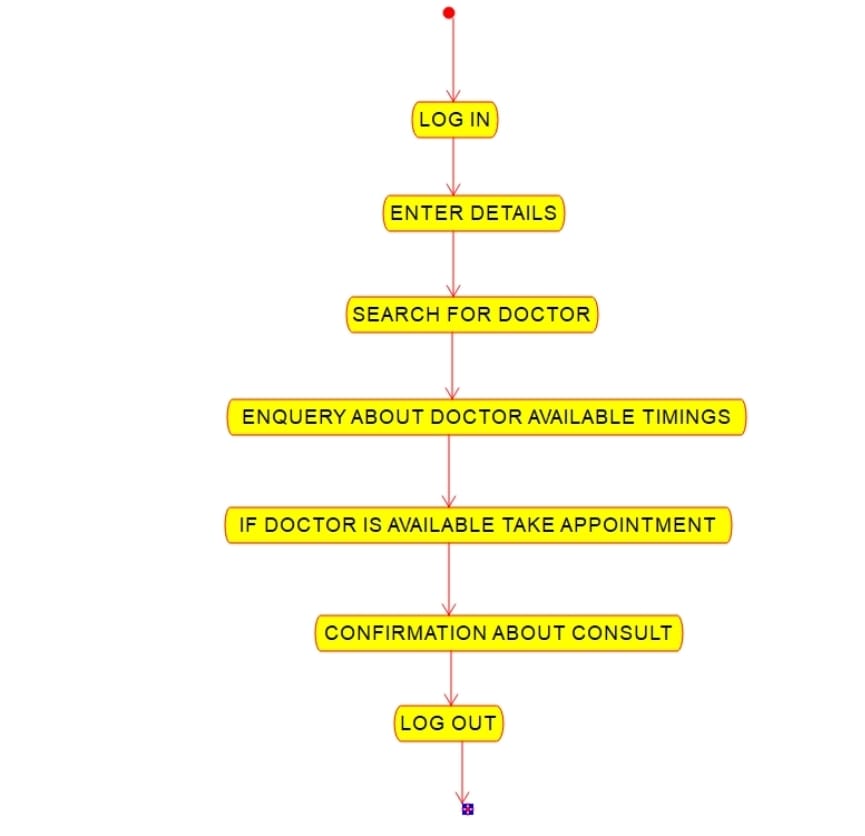 LOG IN
ENTER DETAILS
SEARCH FOR DOCTOR
ENQUERY ABOUT DOCTOR AVAILABLE TIMINGS
IF DOCTOR IS AVAILABLE TAKE APPOINTMENT
CONFIRMATION ABOUT CONSULT
LOG OUT